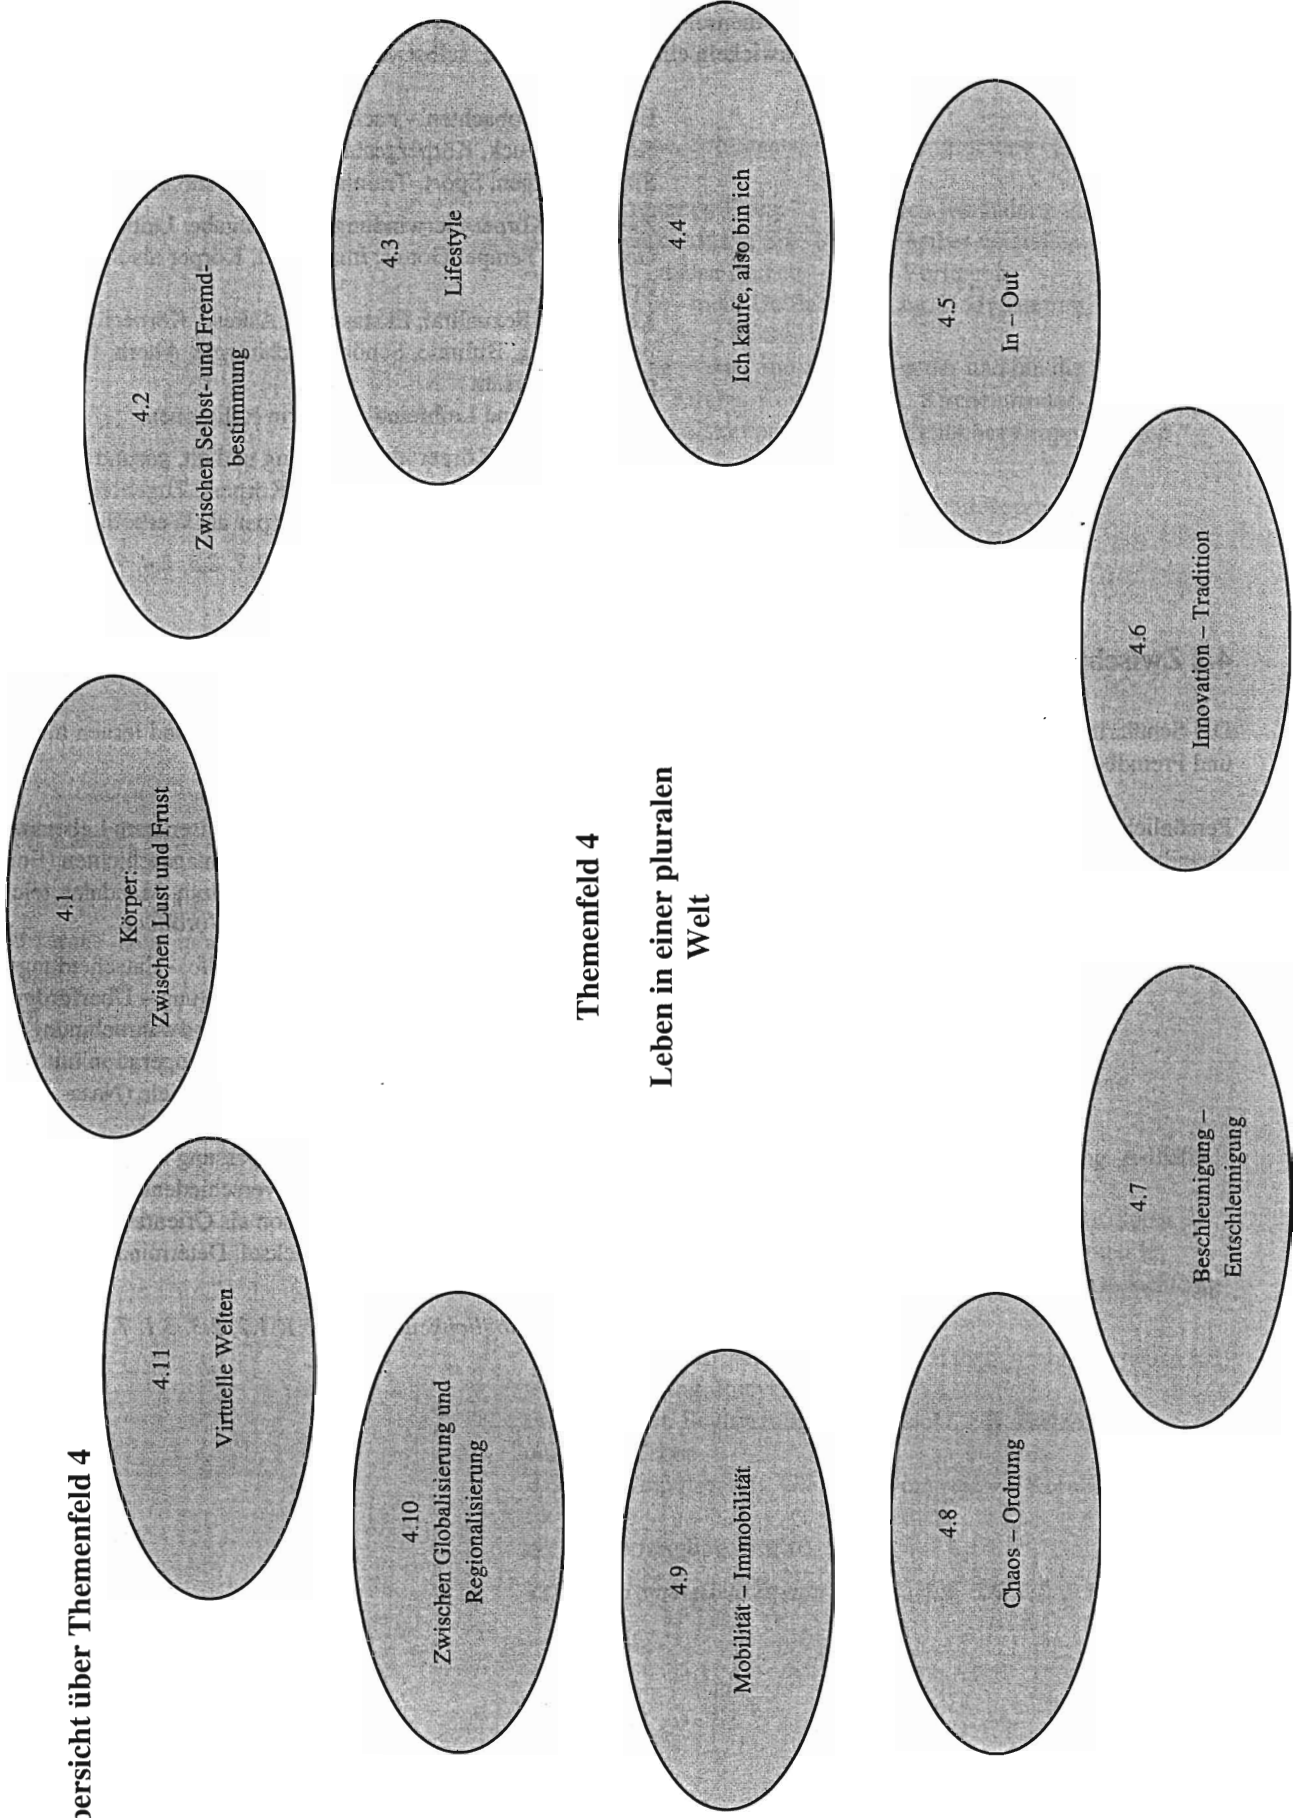 bersicht über Themenfeld 4
4.1
Körper:
Zwischen Lust und Frust
4.2
Zwischen Selbst- und Fremd-
bestimmung
4.3
Lifestyle
4.4
Ich kaufe, also bin ich
4.5
In – Out
4.6
Innovation – Tradition
4.7
Beschleunigung –
Entschleunigung
4.8
Chaos – Ordnung
4.9
Mobilität – Immobilität
4.10
Zwischen Globalisierung und
Regionalisierung
4.11
Virtuelle Welten
Themenfeld 4
Leben in einer pluralen
Welt